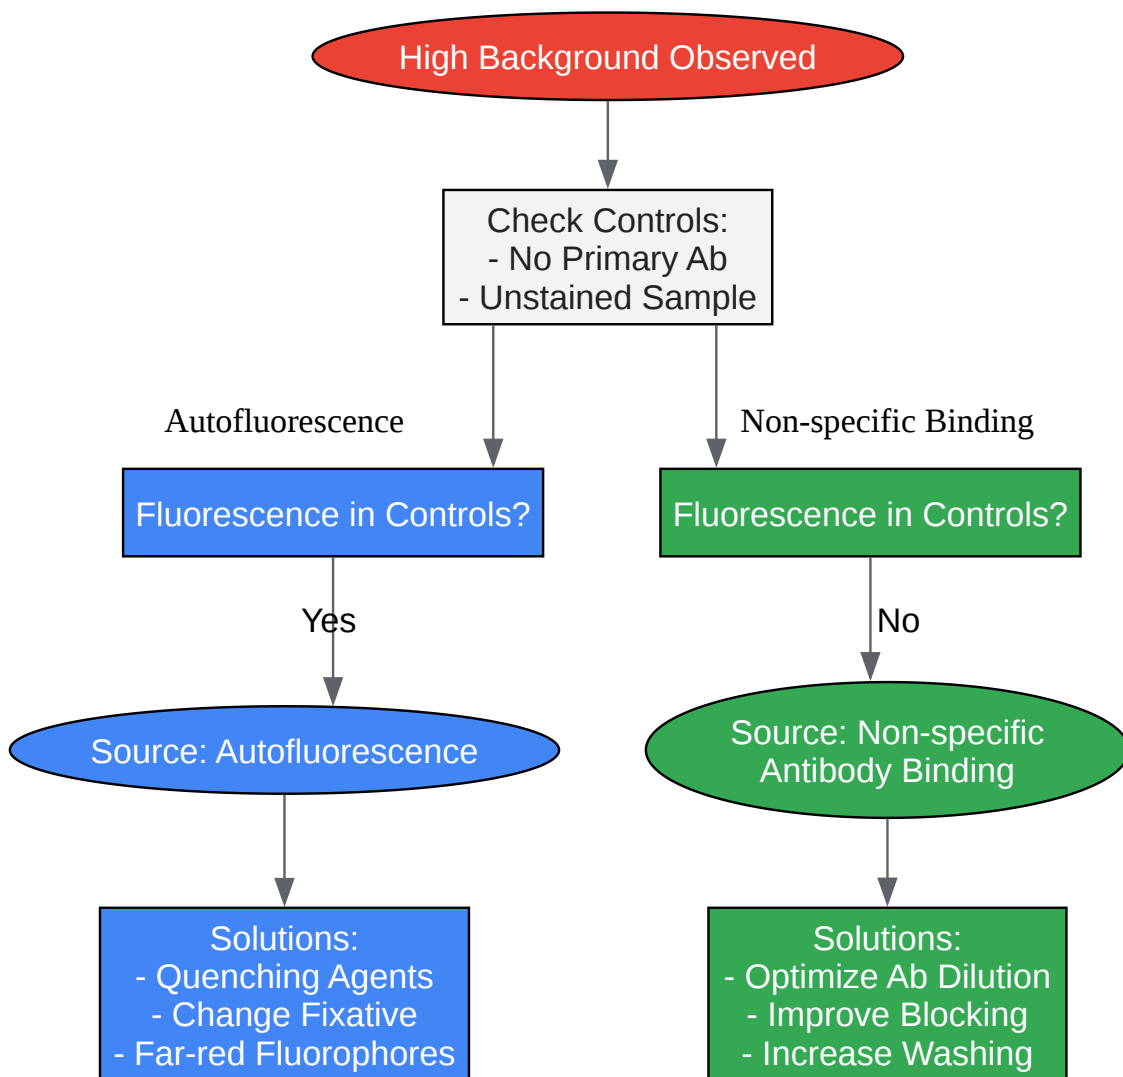 High Background Observed
Check Controls:
- No Primary Ab
- Unstained Sample
Autofluorescence
Non-specific Binding
Fluorescence in Controls?
Fluorescence in Controls?
Yes
No
Source: Autofluorescence
Source: Non-specific
Antibody Binding
Solutions:
- Quenching Agents
- Change Fixative
- Far-red Fluorophores
Solutions:
- Optimize Ab Dilution
- Improve Blocking
- Increase Washing